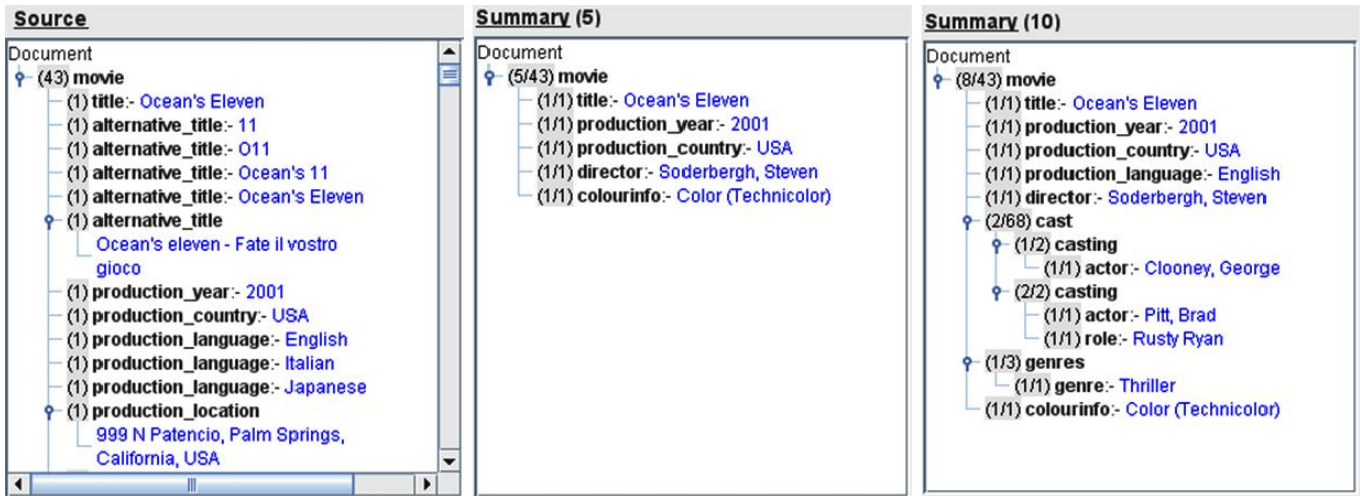 Source
Document
(43) movie
(1) title:- Ocean's Eleven
(1) alternative_title:- 11
(1) alternative_title:- O11
(1) alternative_title:- Ocean's 11
(1) alternative_title:- Ocean's Eleven
(1) alternative_title
Ocean's eleven - Fate il vostro
gioco
(1) production_year:- 2001
(1) production_country:- USA
(1) production_language:- English
(1) production_language:- Italian
(1) production_language:- Japanese
(1) production_location
999 N Patencio, Palm Springs,
California, USA
Summary (5)
Document
(5/43) movie
(1/1) title:- Ocean's Eleven
(1/1) production_year:- 2001
(1/1) production_country:- USA
(1/1) director:- Soderbergh, Steven
(1/1) colourinfo:- Color (Technicolor)
Summary (10)
Document
(8/43) movie
(1/1) title:- Ocean's Eleven
(1/1) production_year:- 2001
(1/1) production_country:- USA
(1/1) production_language:- English
(1/1) director:- Soderbergh, Steven
(2/68) cast
(1/2) casting
(1/1) actor:- Clooney, George
(2/2) casting
(1/1) actor:- Pitt, Brad
(1/1) role:- Rusty Ryan
(1/3) genres
(1/1) genre:- Thriller
(1/1) colourinfo:- Color (Technicolor)